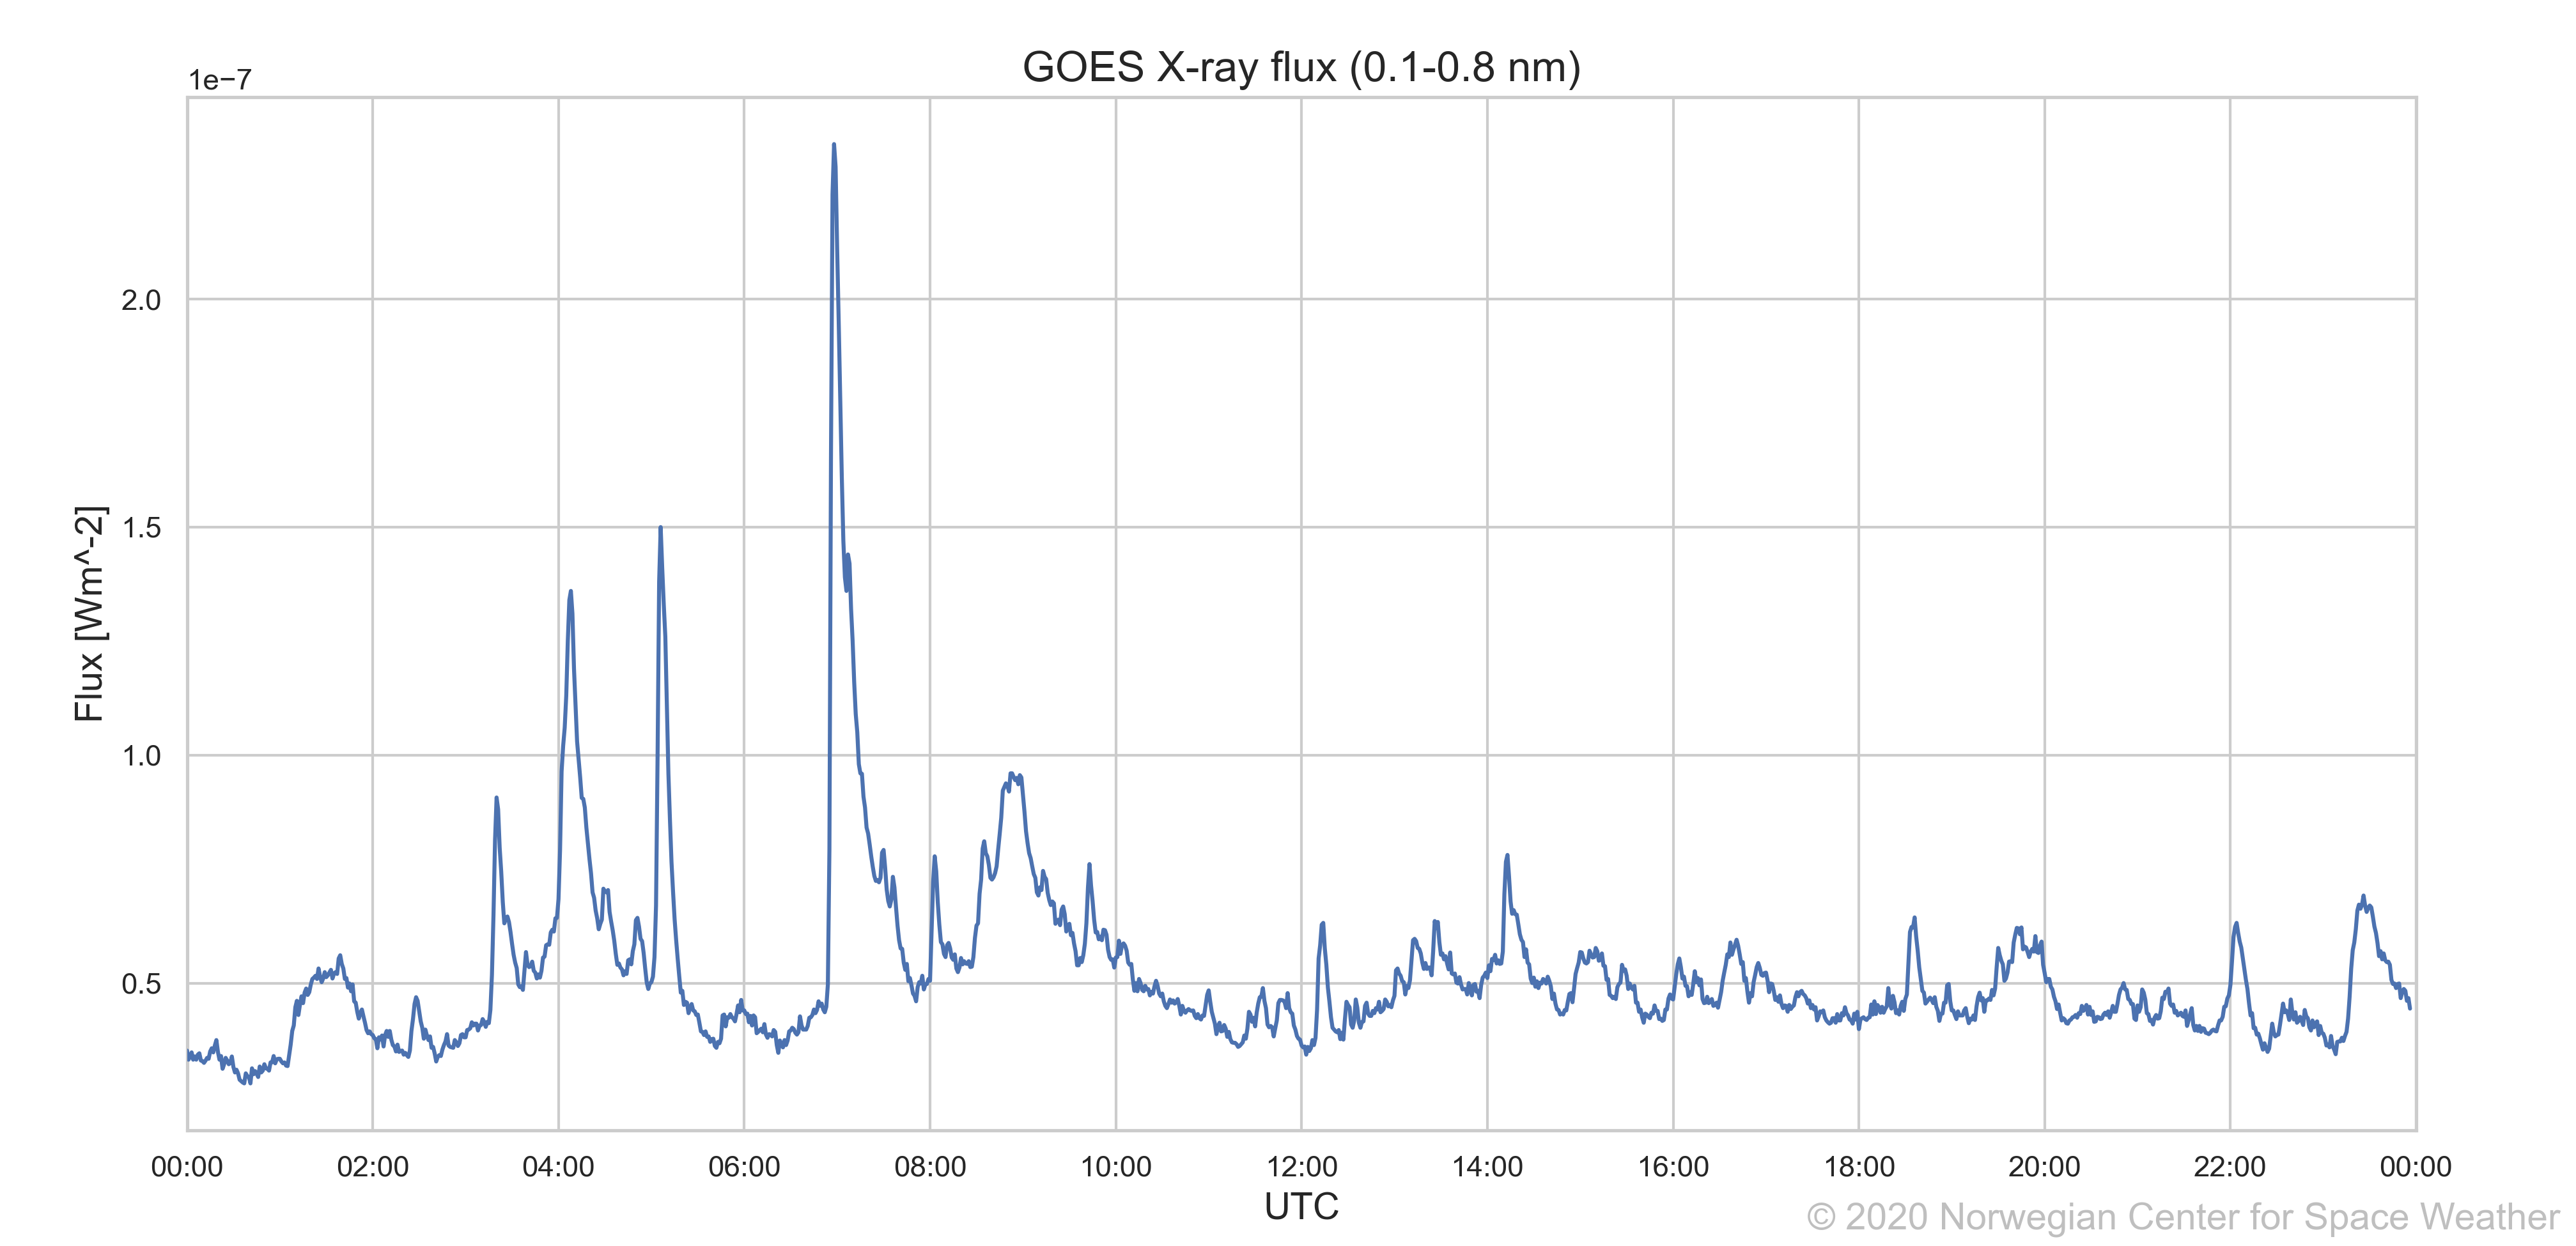 GOES X-ray flux (0.1-0.8 nm)
1e−7
2.0
1.5
1.0
0.5
Flux [Wm^-2]
00:00 02:00 04:00 06:00 08:00 10:00 12:00 14:00 16:00 18:00 20:00 22:00 00:00
UTC
© 2020 Norwegian Center for Space Weather